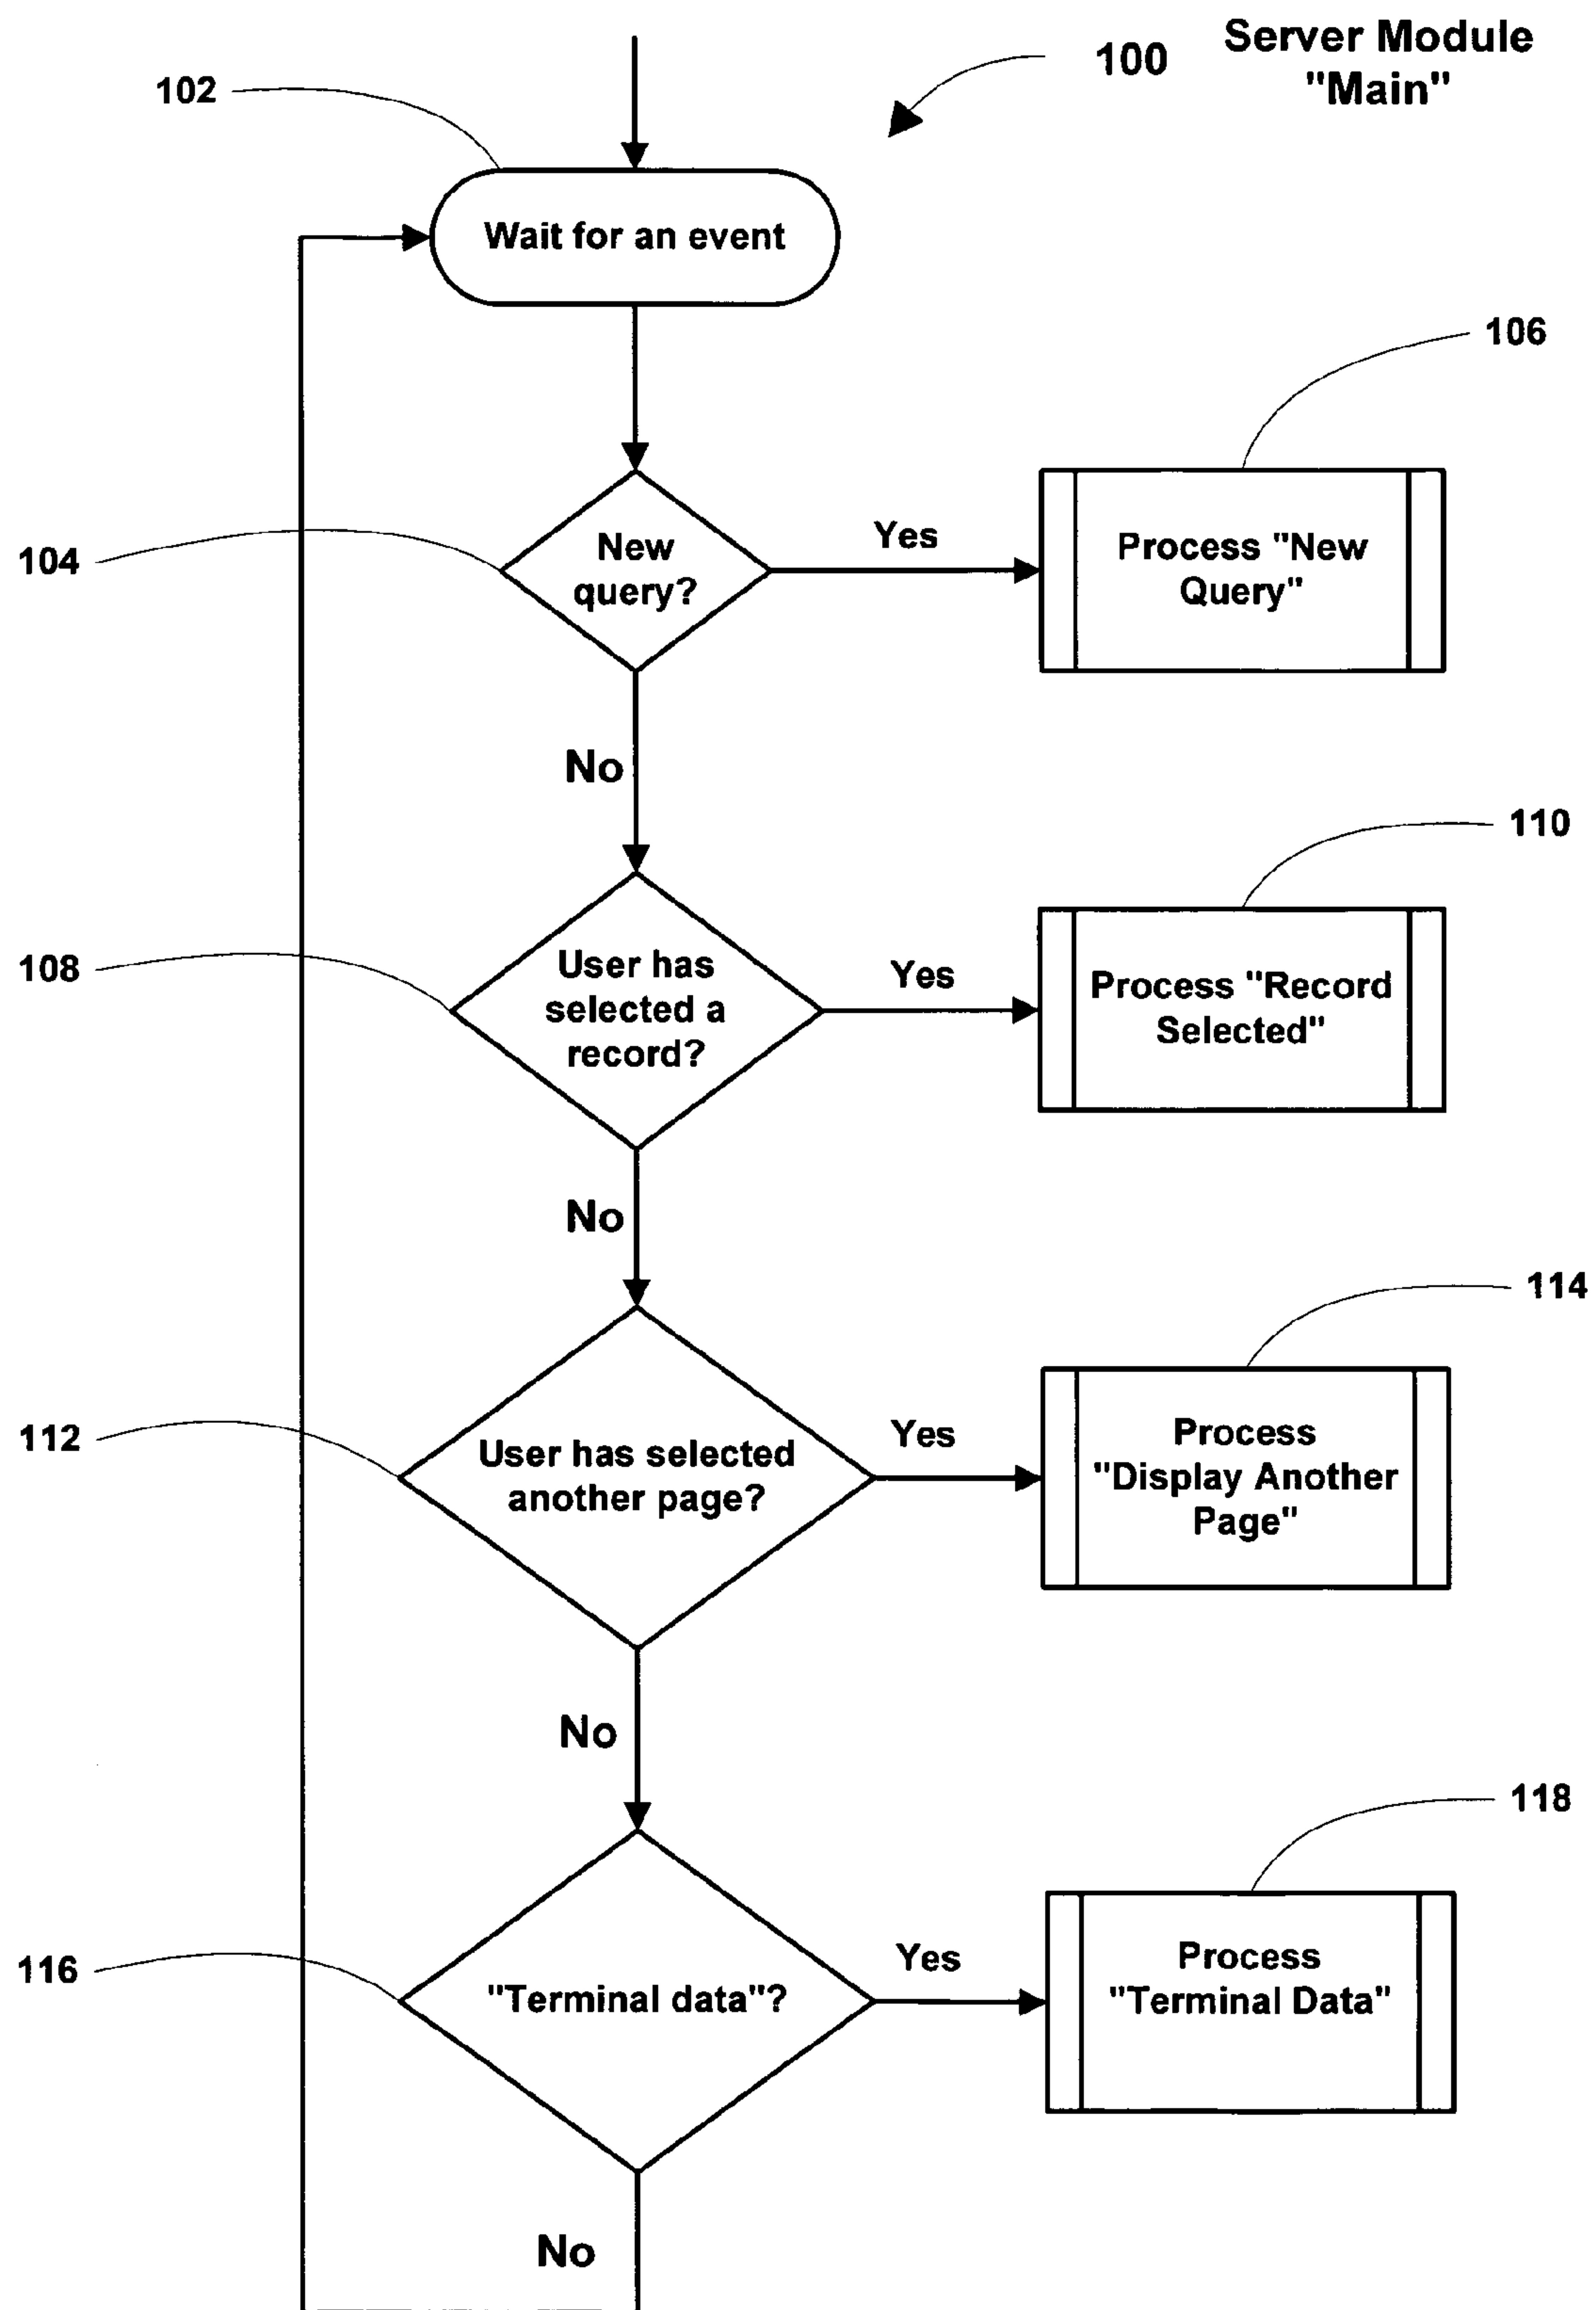 Server Module
"Main"
100
102
Wait for an event
106
104
New
query?
Yes
Process "New
Query"
No
110
108
User has
selected a
record?
Yes
Process "Record
Selected"
No
114
112
User has selected
another page?
Yes
Process
"Display Another
Page"
No
118
116
"Terminal data"?
Yes
Process
"Terminal Data"
No